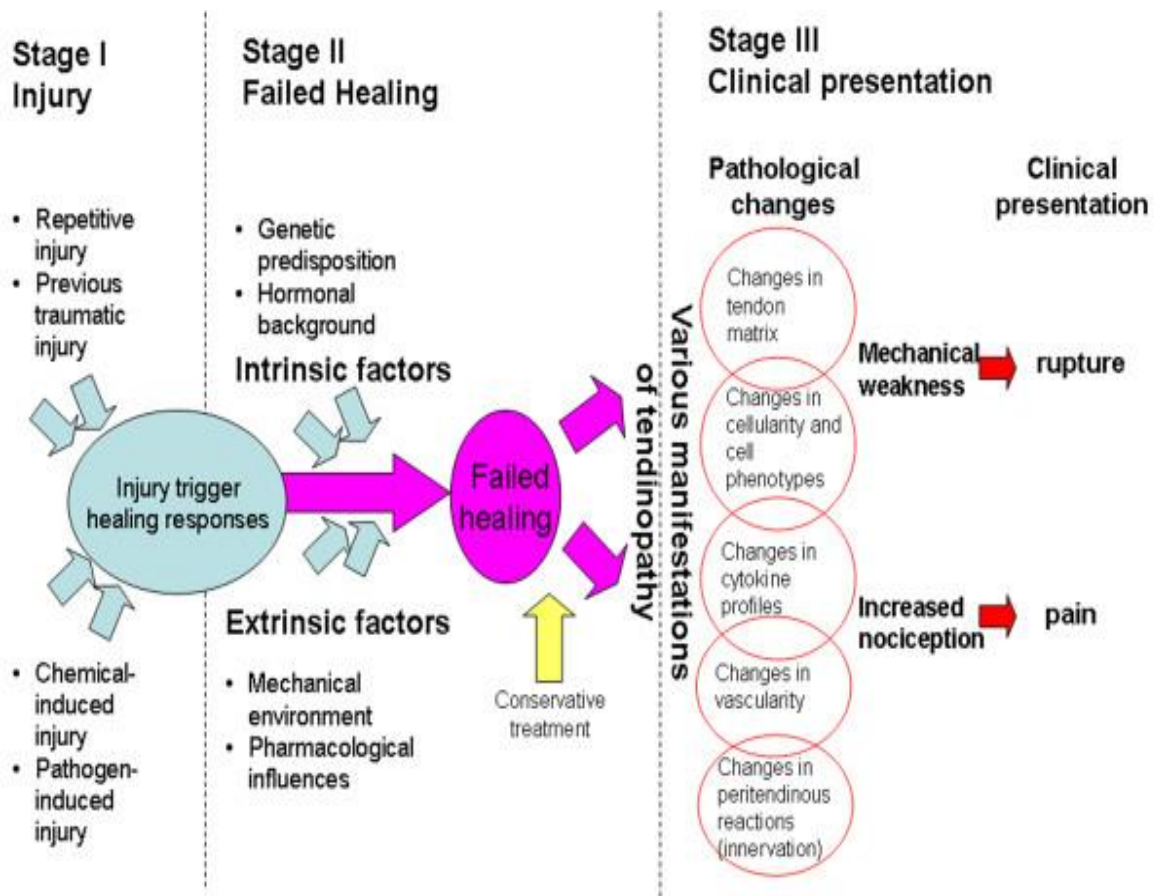 Stage I
Injury
Stage II
Failed Healing
Stage III
Clinical presentation
• Repetitive
injury
• Previous
traumatic
injury
Injury trigger
healing responses
• Chemical-
induced
injury
• Pathogen-
induced
injury
• Genetic
predisposition
• Hormonal
background
Intrinsic factors
Failed
healing
Extrinsic factors
• Mechanical
environment
• Pharmacological
influences
Conservative
treatment
Various manifestations
of tendinopathy
Pathological
changes
Clinical
presentation
Changes in
tendon
matrix
Changes in
cellularity and
cell
phenotypes
Changes in
cytokine
profiles
Changes in
vascularity
Changes in
peritendinous
reactions
(innervation)
Mechanical
weakness
rupture
Increased
nociception
pain